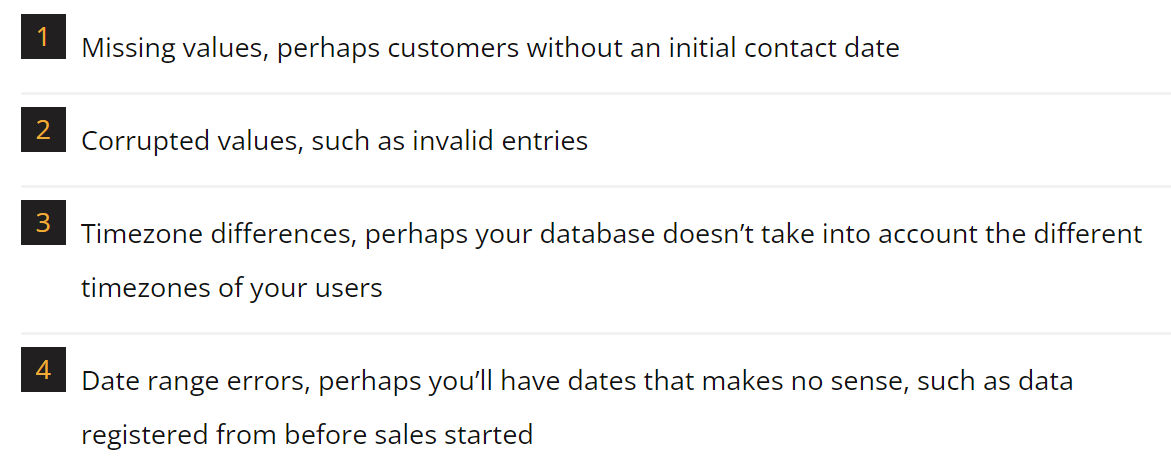 1 Missing values, perhaps customers without an initial contact date
2 Corrupted values, such as invalid entries
3 Timezone differences, perhaps your database doesn’t take into account the different
timezones of your users
4 Date range errors, perhaps you’ll have dates that makes no sense, such as data
registered from before sales started